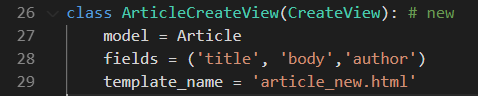 26 class ArticleCreateView(CreateView): # new
27 model = Article
28 fields = ('title', 'body','author')
29 template_name = 'article_new.html'